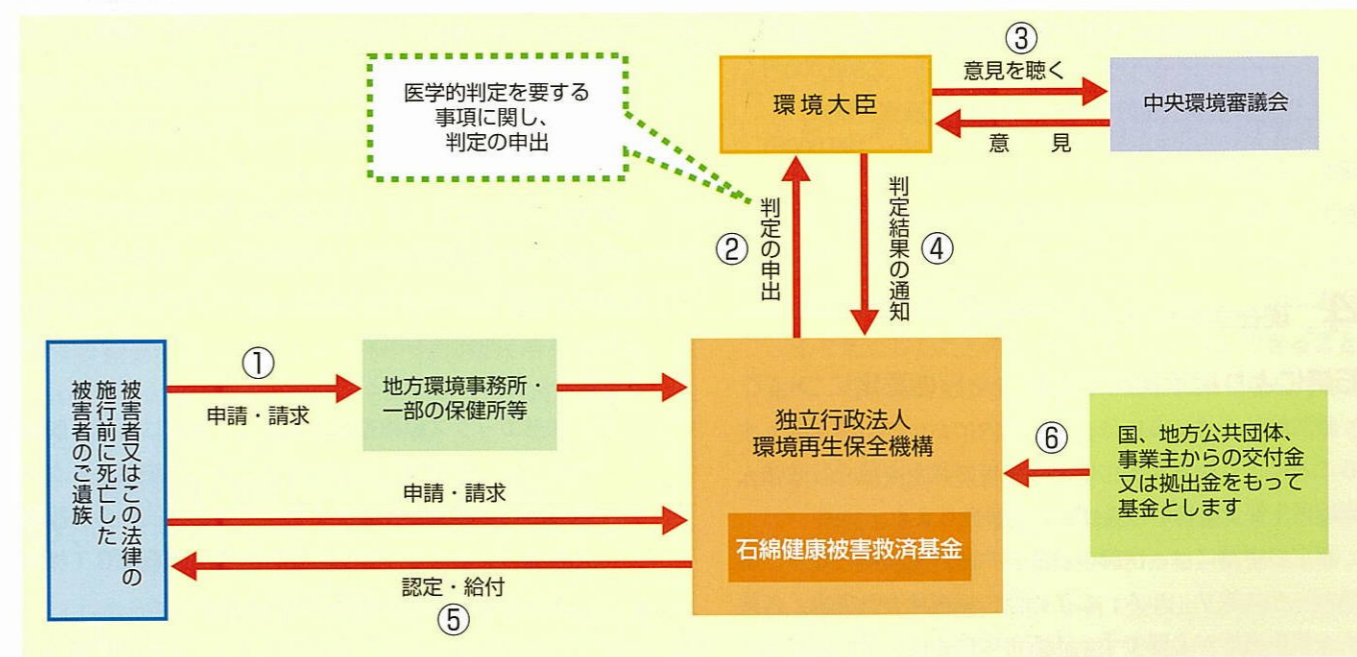 医学的判定を要する
事項に関し、
判定の申出
環境大臣
③
意見を聴く
意　見
中央環境審議会
②
判定の申出
判定結果の通知
④
被害者又はこの法律の
施行前に死亡した
被害者のご遺族
①
申請・請求
地方環境事務所・
一部の保健所等
独立行政法人
環境再生保全機構
石綿健康被害救済基金
⑥
国、地方公共団体、
事業主からの交付金
又は拠出金をもって
基金とします
申請・請求
認定・給付
⑤